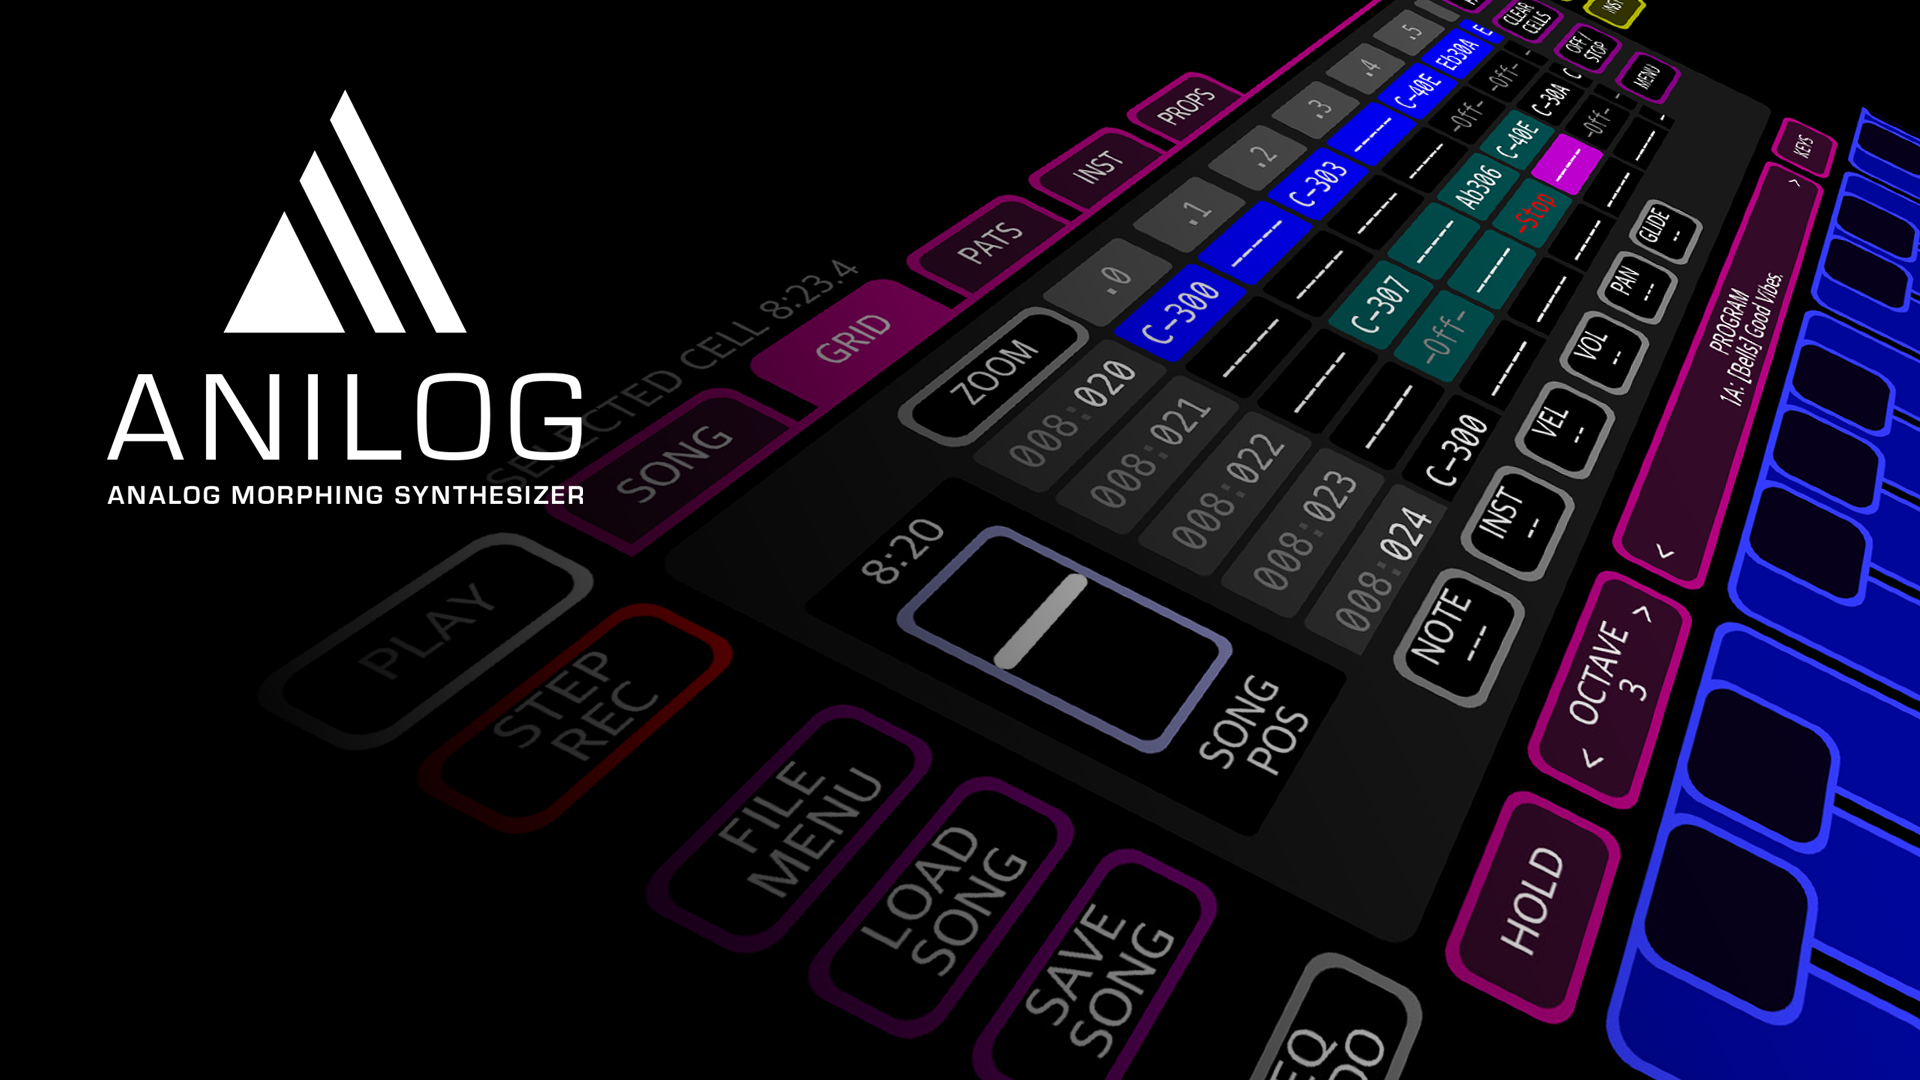 ANILOG
ANALOG MORPHING SYNTHESIZER
SELECTED CELL 8:23.4
SONG
GRID
PATS
INST
PROPS
CLEAR
CELLS
OFF/
STOP
MENU
ZOOM
.0
.1
.2
.3
.4
.5
008:020
C-300
----
C-303
----
C-40E
Eb30A
E
008:021
----
----
----
----
-Off-
-Off-
008:022
----
C-307
----
Ab306
C-40E
C-30A
C
008:023
----
-Off-
----
-Stop
----
-Off-
008:024
C-300
----
----
----
----
----
8:20
SONG
POS
NOTE
---
INST
--
VEL
--
VOL
--
PAN
--
GLIDE
--
PLAY
STEP
REC
FILE
MENU
LOAD
SONG
SAVE
SONG
HOLD
< OCTAVE >
3
KEYS
< PROGRAM >
1A: [Bells] Good Vibes.